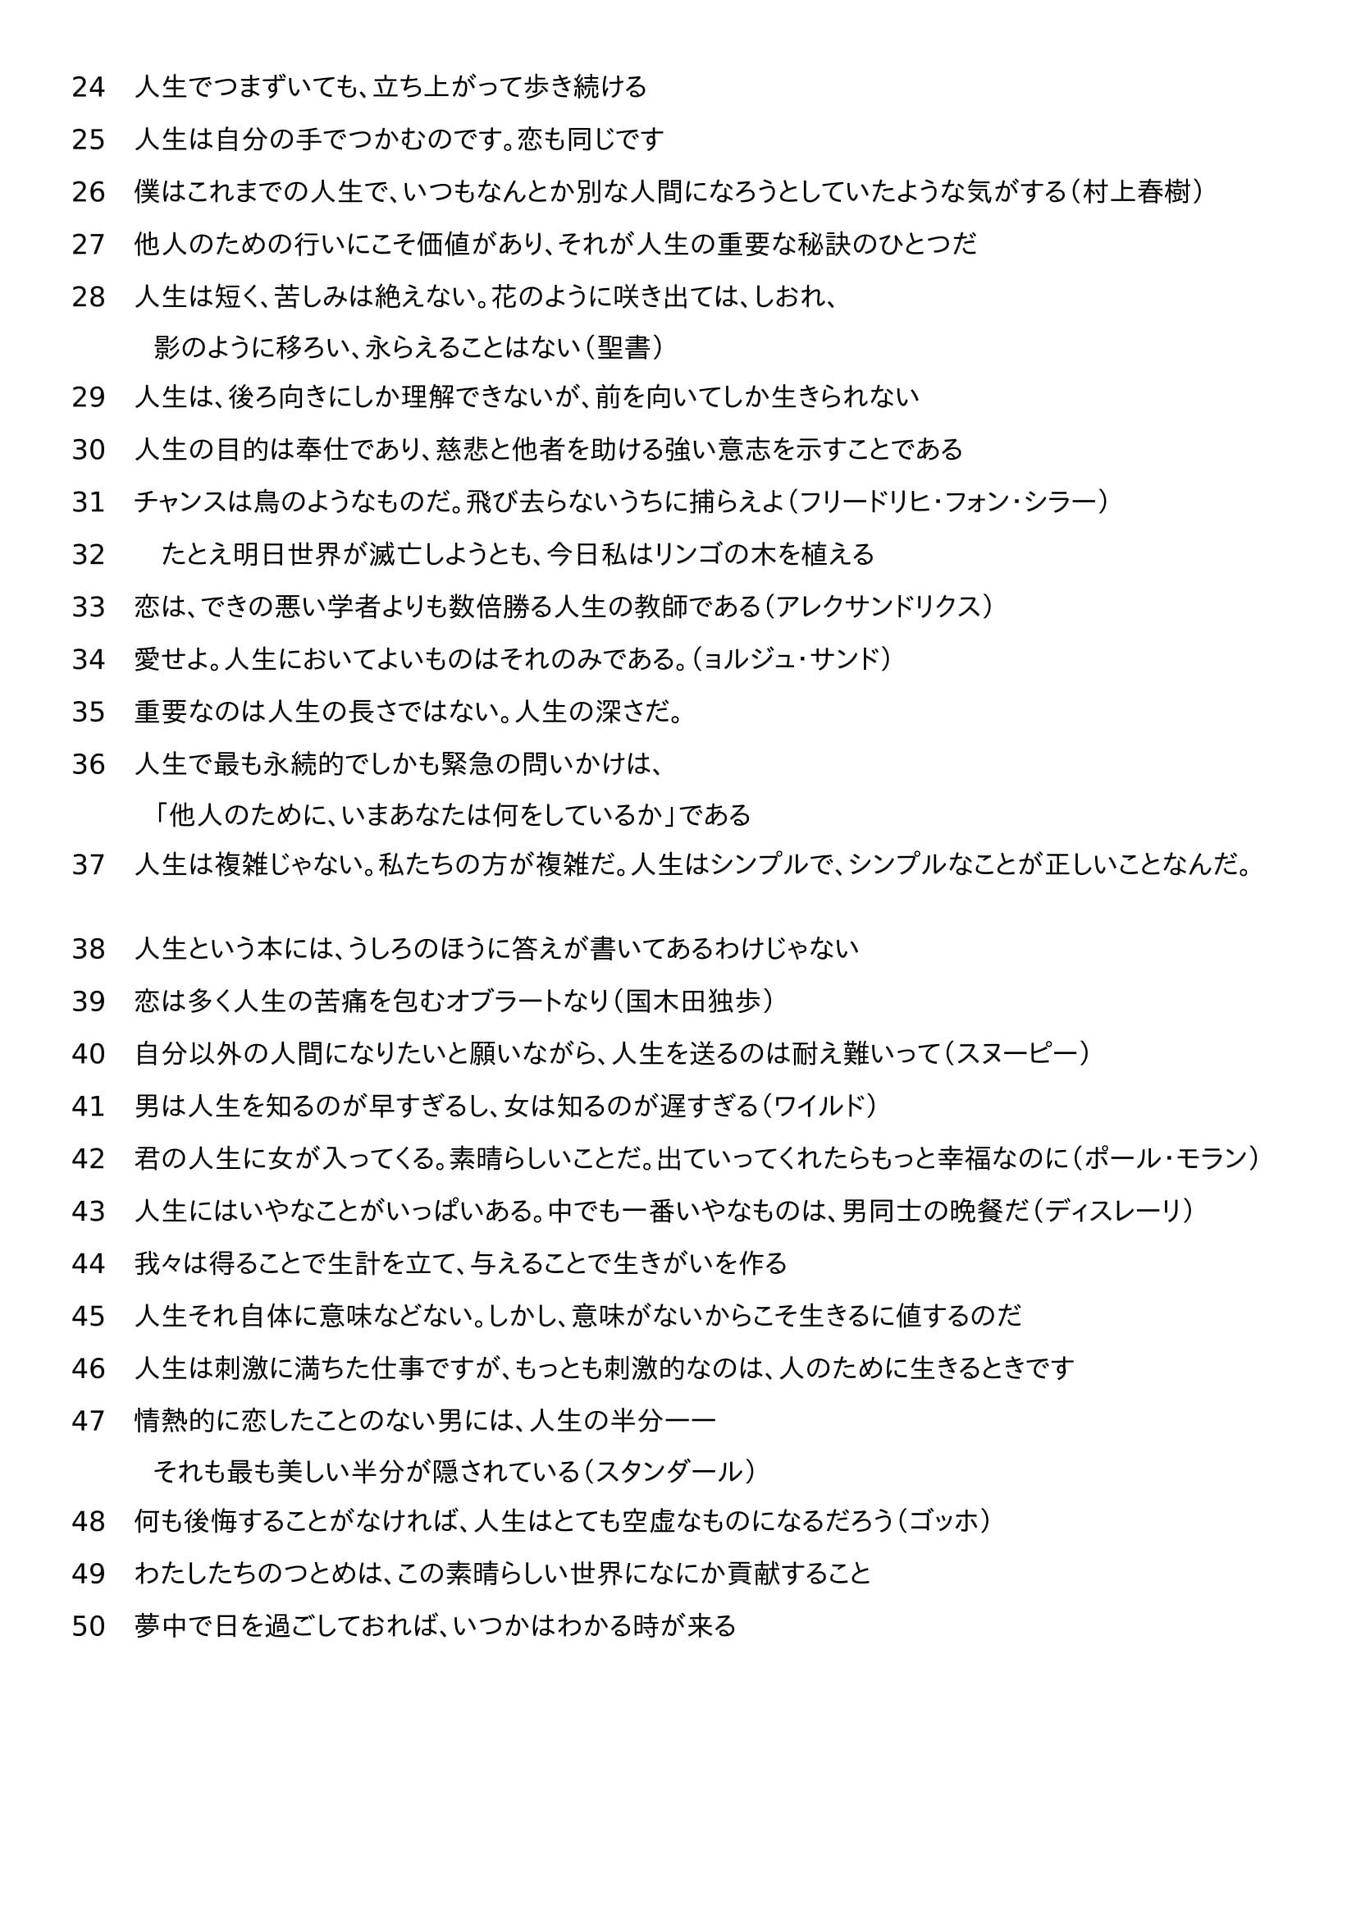 24 人生でつまずいても、立ち上がって歩き続ける
25 人生は自分の手でつかむのです。恋も同じです
26 僕はこれまでの人生で、いつもなんとか別な人間になろうとしていたような気がする（村上春樹）
27 他人のための行いにこそ価値があり、それが人生の重要な秘訣のひとつだ
28 人生は短く、苦しみは絶えない。花のように咲き出ては、しおれ、
影のように移ろい、永らえることはない（聖書）
29 人生は、後ろ向きにしか理解できないが、前を向いてしか生きられない
30 人生の目的は奉仕であり、慈悲と他者を助ける強い意志を示すことである
31 チャンスは鳥のようなものだ。飛び去らないうちに捕らえよ（フリードリヒ・フォン・シラー）
32 たとえ明日世界が滅亡しようとも、今日私はリンゴの木を植える
33 恋は、できの悪い学者よりも数倍勝る人生の教師である（アレクサンドリクス）
34 愛せよ。人生においてよいものはそれのみである。（ョルジュ・サンド）
35 重要なのは人生の長さではない。人生の深さだ。
36 人生で最も永続的でしかも緊急の問いかけは、
「他人のために、いまあなたは何をしているか」である
37 人生は複雑じゃない。私たちの方が複雑だ。人生はシンプルで、シンプルなことが正しいことなんだ。
38 人生という本には、うしろのほうに答えが書いてあるわけじゃない
39 恋は多く人生の苦痛を包むオブラートなり（国木田独歩）
40 自分以外の人間になりたいと願いながら、人生を送るのは耐え難いって（スヌーピー）
41 男は人生を知るのが早すぎるし、女は知るのが遅すぎる（ワイルド）
42 君の人生に女が入ってくる。素晴らしいことだ。出ていってくれたらもっと幸福なのに（ポール・モラン）
43 人生にはいやなことがいっぱいある。中でも一番いやなものは、男同士の晩餐だ（ディスレーリ）
44 我々は得ることで生計を立て、与えることで生きがいを作る
45 人生それ自体に意味などない。しかし、意味がないからこそ生きるに値するのだ
46 人生は刺激に満ちた仕事ですが、もっとも刺激的なのは、人のために生きるときです
47 情熱的に恋したことのない男には、人生の半分ーー
それも最も美しい半分が隠されている（スタンダール）
48 何も後悔することがなければ、人生はとても空虚なものになるだろう（ゴッホ）
49 わたしたちのつとめは、この素晴らしい世界になにか貢献すること
50 夢中で日を過ごしておれば、いつかはわかる時が来る